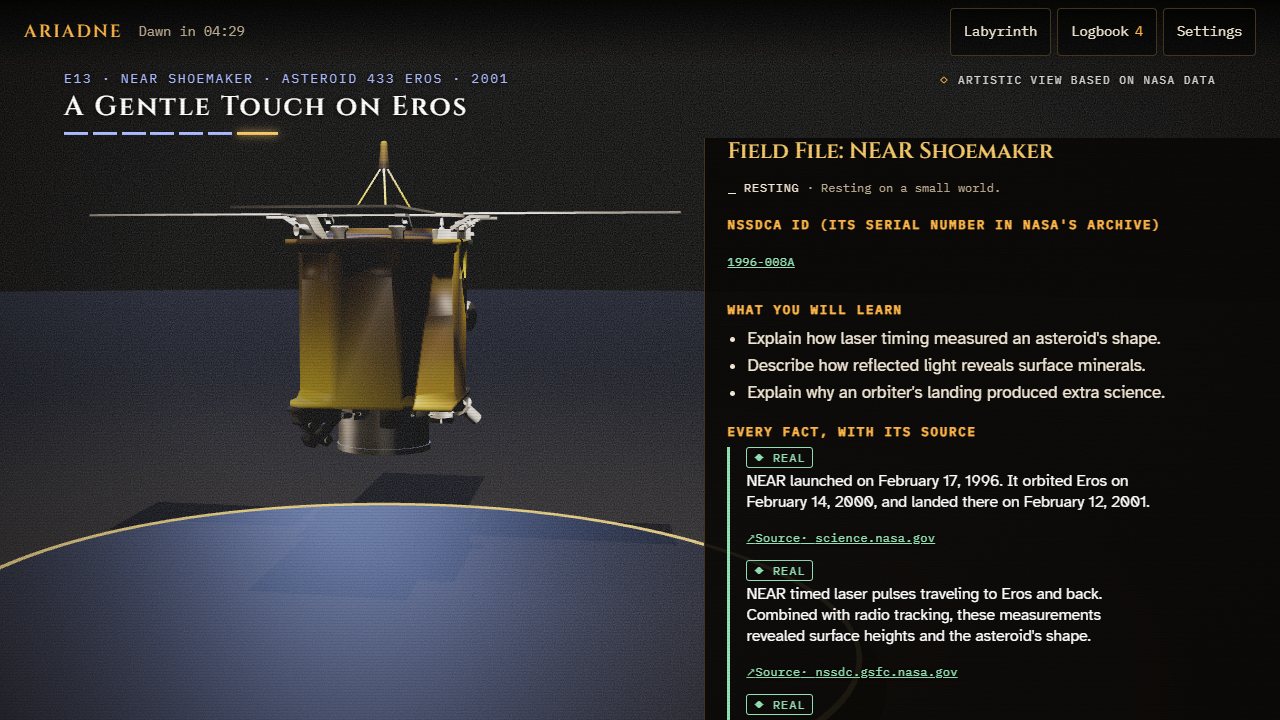 ARIADNE Dawn in 04:29
Labyrinth
Logbook 4
Settings
E13 · NEAR SHOEMAKER · ASTEROID 433 EROS · 2001
A Gentle Touch on Eros
◇ ARTISTIC VIEW BASED ON NASA DATA
Field File: NEAR Shoemaker
_ RESTING · Resting on a small world.
NSSDCA ID (ITS SERIAL NUMBER IN NASA'S ARCHIVE)
1996-008A
WHAT YOU WILL LEARN
• Explain how laser timing measured an asteroid's shape.
• Describe how reflected light reveals surface minerals.
• Explain why an orbiter's landing produced extra science.
EVERY FACT, WITH ITS SOURCE
◆ REAL
NEAR launched on February 17, 1996. It orbited Eros on
February 14, 2000, and landed there on February 12, 2001.
↗Source· science.nasa.gov
◆ REAL
NEAR timed laser pulses traveling to Eros and back.
Combined with radio tracking, these measurements
revealed surface heights and the asteroid's shape.
↗Source· nssdc.gsfc.nasa.gov
◆ REAL